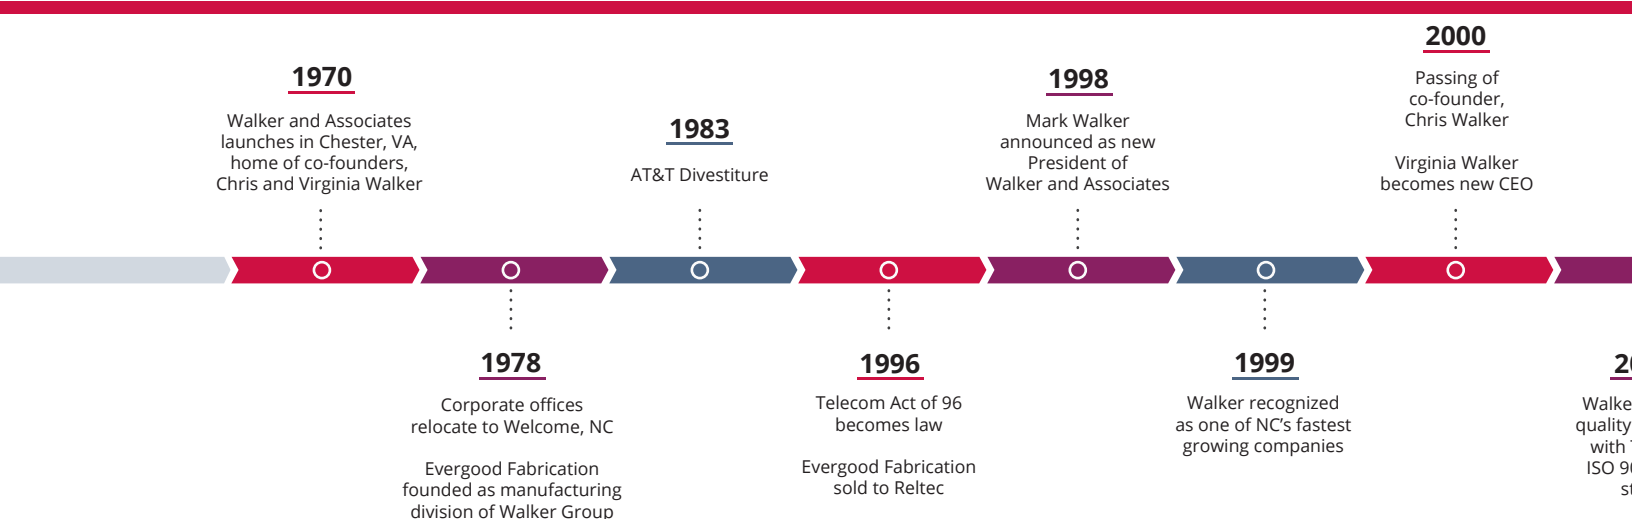 1970
Walker and Associates
launches in Chester, VA,
home of co-founders,
Chris and Virginia Walker
1978
Corporate offices
relocate to Welcome, NC
Evergood Fabrication
founded as manufacturing
division of Walker Group
1983
AT&T Divestiture
1996
Telecom Act of 96
becomes law
Evergood Fabrication
sold to Reltec
1998
Mark Walker
announced as new
President of
Walker and Associates
1999
Walker recognized
as one of NC’s fastest
growing companies
2000
Passing of
co-founder,
Chris Walker
Virginia Walker
becomes new CEO
quality
with
ISO